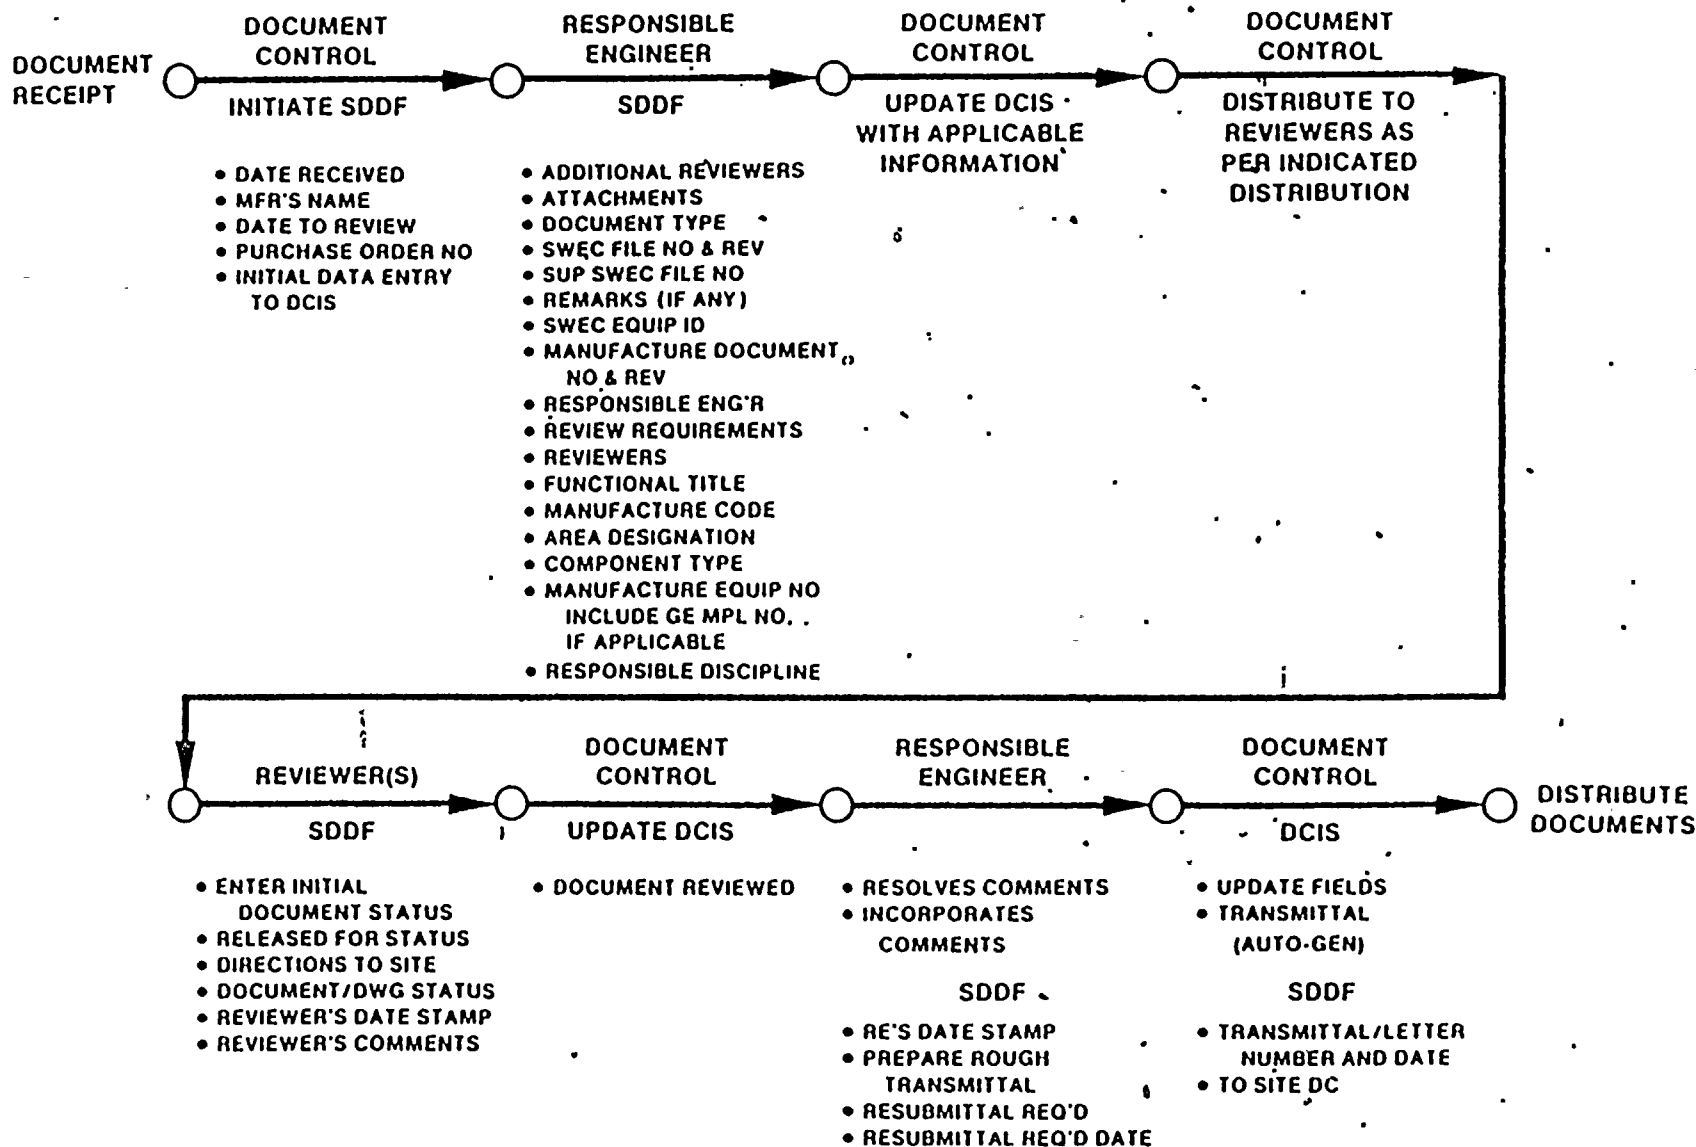 DOCUMENT
RECEIPT
DOCUMENT
CONTROL
INITIATE SDDF
• DATE RECEIVED
• MFR'S NAME
• DATE TO REVIEW
• PURCHASE ORDER NO
• INITIAL DATA ENTRY
TO DCIS
RESPONSIBLE
ENGINEER
SDDF
• ADDITIONAL REVIEWERS
• ATTACHMENTS
• DOCUMENT TYPE
• SWEC FILE NO & REV
• SUP SWEC FILE NO
• REMARKS (IF ANY)
• SWEC EQUIP ID
• MANUFACTURE DOCUMENT
NO & REV
• RESPONSIBLE ENG'R
• REVIEW REQUIREMENTS
• REVIEWERS
• FUNCTIONAL TITLE
• MANUFACTURE CODE
• AREA DESIGNATION
• COMPONENT TYPE
• MANUFACTURE EQUIP NO
INCLUDE GE MPL NO.
IF APPLICABLE
• RESPONSIBLE DISCIPLINE
DOCUMENT
CONTROL
UPDATE DCIS
WITH APPLICABLE
INFORMATION
DOCUMENT
CONTROL
DISTRIBUTE TO
REVIEWERS AS
PER INDICATED
DISTRIBUTION
REVIEWER(S)
SDDF
• ENTER INITIAL
DOCUMENT STATUS
• RELEASED FOR STATUS
• DIRECTIONS TO SITE
• DOCUMENT/DWG STATUS
• REVIEWER'S DATE STAMP
• REVIEWER'S COMMENTS
DOCUMENT
CONTROL
UPDATE DCIS
• DOCUMENT REVIEWED
RESPONSIBLE
ENGINEER
• RESOLVES COMMENTS
• INCORPORATES
COMMENTS
SDDF
• RE'S DATE STAMP
• PREPARE ROUGH
TRANSMITTAL
• RESUBMITTAL REQ'D
• RESUBMITTAL REQ'D DATE
DOCUMENT
CONTROL
DCIS
• UPDATE FIELDS
• TRANSMITTAL
(AUTO-GEN)
SDDF
• TRANSMITTAL/LETTER
NUMBER AND DATE
• TO SITE DC
DISTRIBUTE
DOCUMENTS